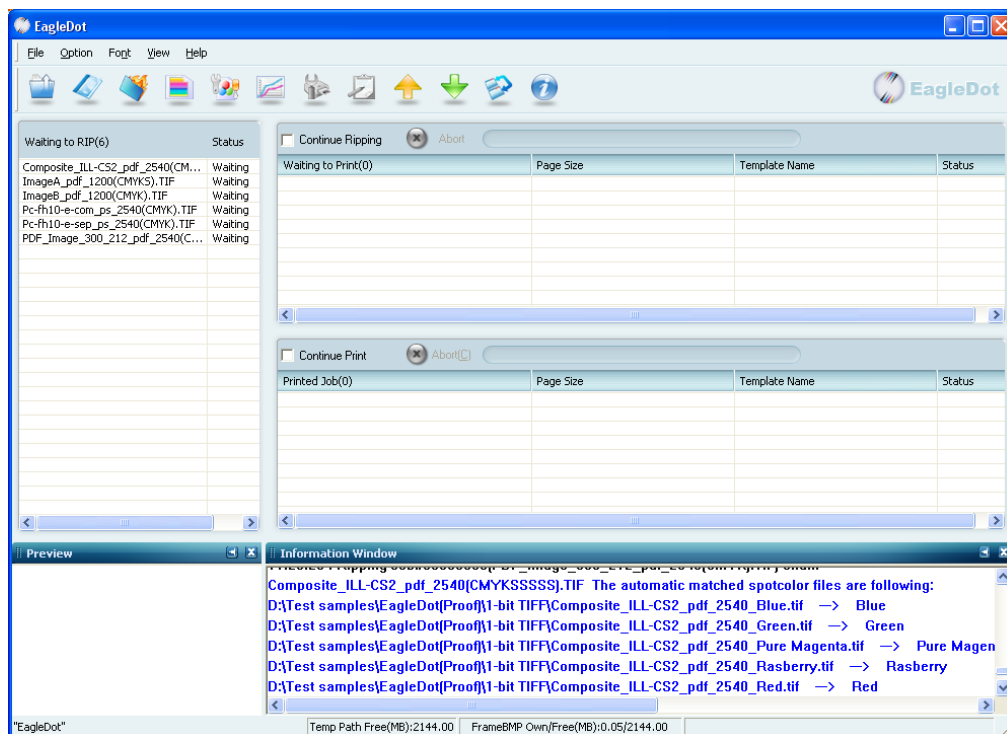 EagleDot
File Option Font View Help
EagleDot
Waiting to RIP(6) Status
Composite_ILL-CS2_pdf_2540(CM... Waiting
ImageA_pdf_1200(CMYKS).TIF Waiting
ImageB_pdf_1200(CMYK).TIF Waiting
Pc-fh10-e-com_ps_2540(CMYK).TIF Waiting
Pc-fh10-e-sep_ps_2540(CMYK).TIF Waiting
PDF_Image_300_212_pdf_2540(C... Waiting
Continue Ripping Abort
Waiting to Print(0) Page Size Template Name Status
Continue Print Abort(C)
Printed Job(0) Page Size Template Name Status
Preview
Information Window
Composite_ILL-CS2_pdf_2540(CMYKSSSSS).TIF The automatic matched spotcolor files are following:
D:\Test samples\EagleDot(Proof)\1-bit TIFF\Composite_ILL-CS2_pdf_2540_Blue.tif —> Blue
D:\Test samples\EagleDot(Proof)\1-bit TIFF\Composite_ILL-CS2_pdf_2540_Green.tif —> Green
D:\Test samples\EagleDot(Proof)\1-bit TIFF\Composite_ILL-CS2_pdf_2540_Pure Magenta.tif —> Pure Magen
D:\Test samples\EagleDot(Proof)\1-bit TIFF\Composite_ILL-CS2_pdf_2540_Rasberry.tif —> Rasberry
D:\Test samples\EagleDot(Proof)\1-bit TIFF\Composite_ILL-CS2_pdf_2540_Red.tif —> Red
"EagleDot" Temp Path Free(MB):2144.00 FrameBMP Own/Free(MB):0.05/2144.00